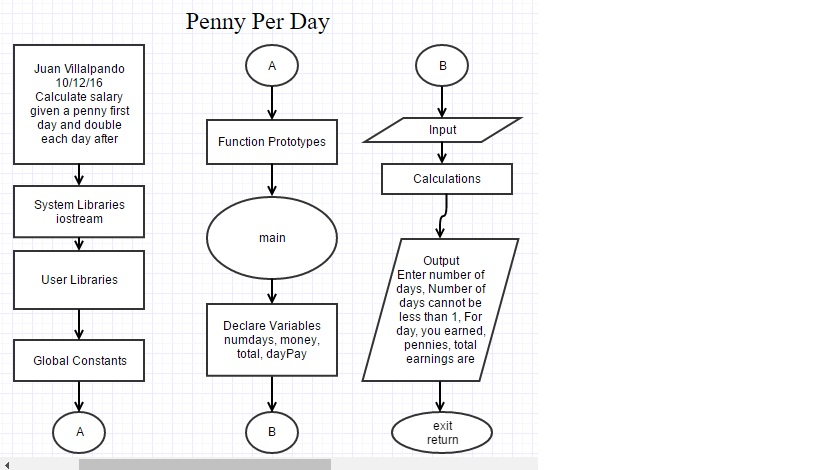 Penny Per Day
Juan Villalpando
10/12/16
Calculate salary
given a penny first
day and double
each day after
System Libraries
iostream
User Libraries
Global Constants
A
A
Function Prototypes
main
Declare Variables
numdays, money,
total, dayPay
B
B
Input
Calculations
Output
Enter number of
days, Number of
days cannot be
less than 1, For
day, you earned,
pennies, total
earnings are
exit
return